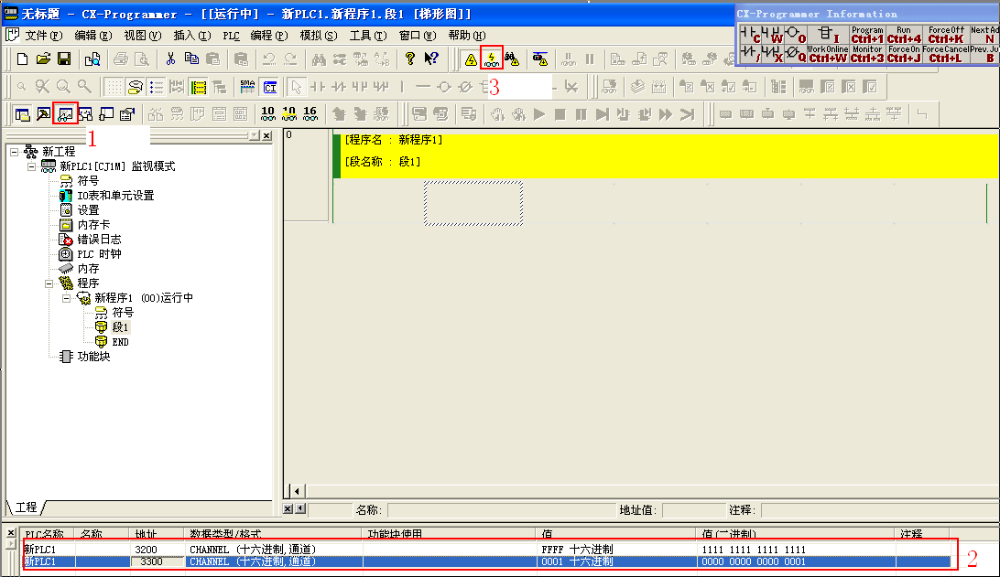 无标题 - CX-Programmer - [[运行中] - 新PLC1.新程序1.段1 [梯形图]]
CX-Programmer Information
文件(F) 编辑(E) 视图(V) 插入(I) PLC 编程(P) 模拟(S) 工具(T) 窗口(W) 帮助(H)
C W O I Program Run ForceOff NextAd
Ctrl+1 Ctrl+4 Ctrl+K N
/ X Q WorkOnline Monitor ForceOn ForceCancel Prev.Ju
Ctrl+W Ctrl+3 Ctrl+J Ctrl+L B
3
SMA CI
10 10 16
1
新工程
新PLC1[CJ1M] 监视模式
符号
IO表和单元设置
设置
内存卡
错误日志
PLC 时钟
内存
程序
新程序1 (00)运行中
符号
段1
END
功能块
工程
0
[程序名 : 新程序1]
[段名称 : 段1]
名称: 地址值: 注释:
PLC名称 名称 地址 数据类型/格式 功能块使用 值 值(二进制) 注释
新PLC1 3200 CHANNEL (十六进制,通道) FFFF 十六进制 1111 1111 1111 1111
新PLC1 3300 CHANNEL (十六进制,通道) 0001 十六进制 0000 0000 0000 0001
2